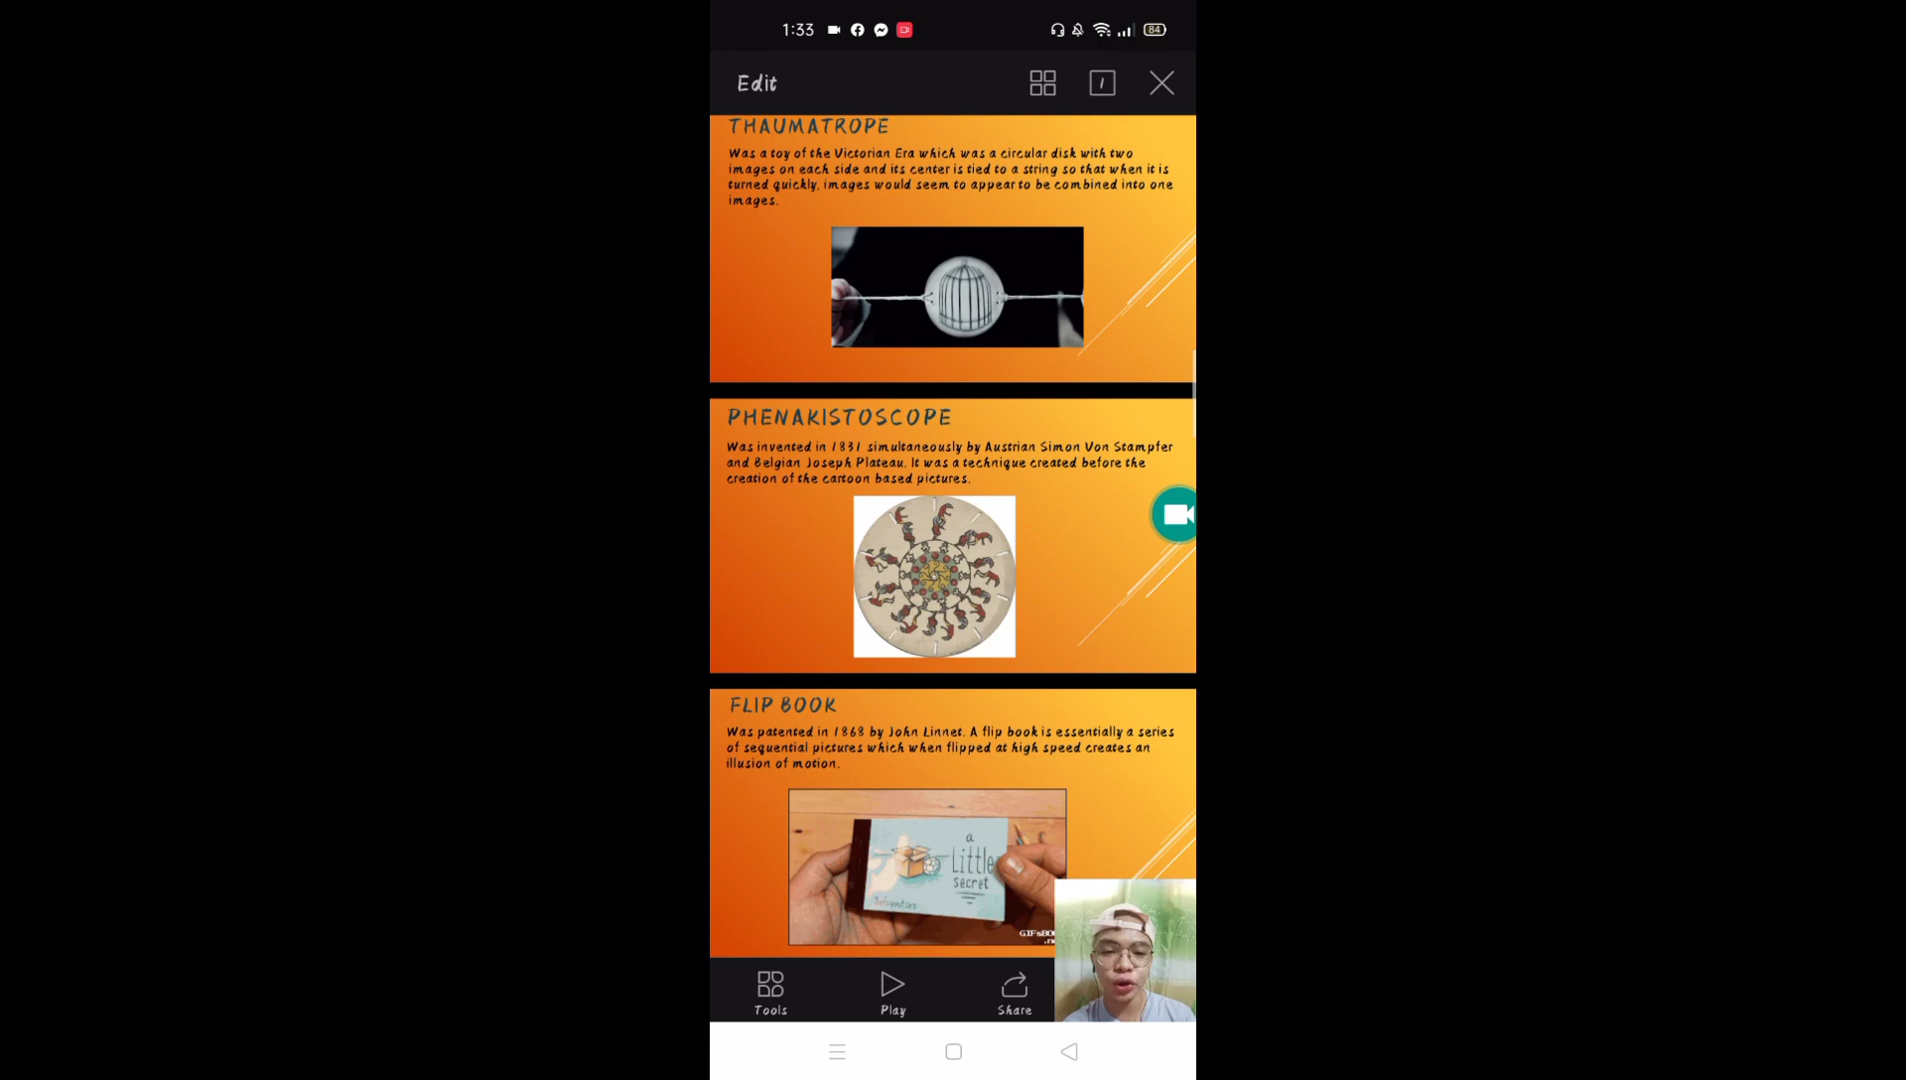 1:33
84
Edit
1
THAUMATROPE
Was a toy of the Victorian Era which was a circular disk with two
images on each side and its center is tied to a string so that when it is
turned quickly, images would seem to appear to be combined into one
images.
PHENAKISTOSCOPE
Was invented in 1831 simultaneously by Austrian Simon Von Stampfer
and Belgian Joseph Plateau. It was a technique created before the
creation of the cartoon based pictures.
FLIP BOOK
Was patented in 1868 by John Linnet. A flip book is essentially a series
of sequential pictures which when flipped at high speed creates an
illusion of motion.
a
Little
secret
Tools
Play
Share